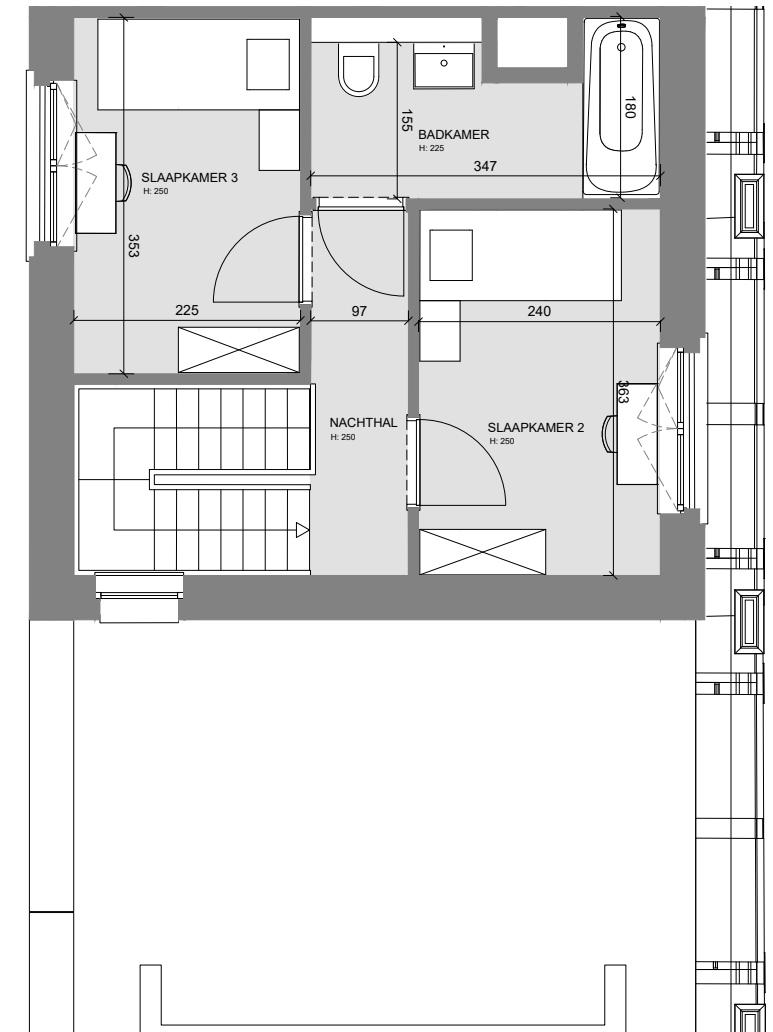 180
155
BADKAMER
H: 225
347
SLAAPKAMER 3
H: 250
353
225
97
240
363
NACHTHAL
H: 250
SLAAPKAMER 2
H: 250